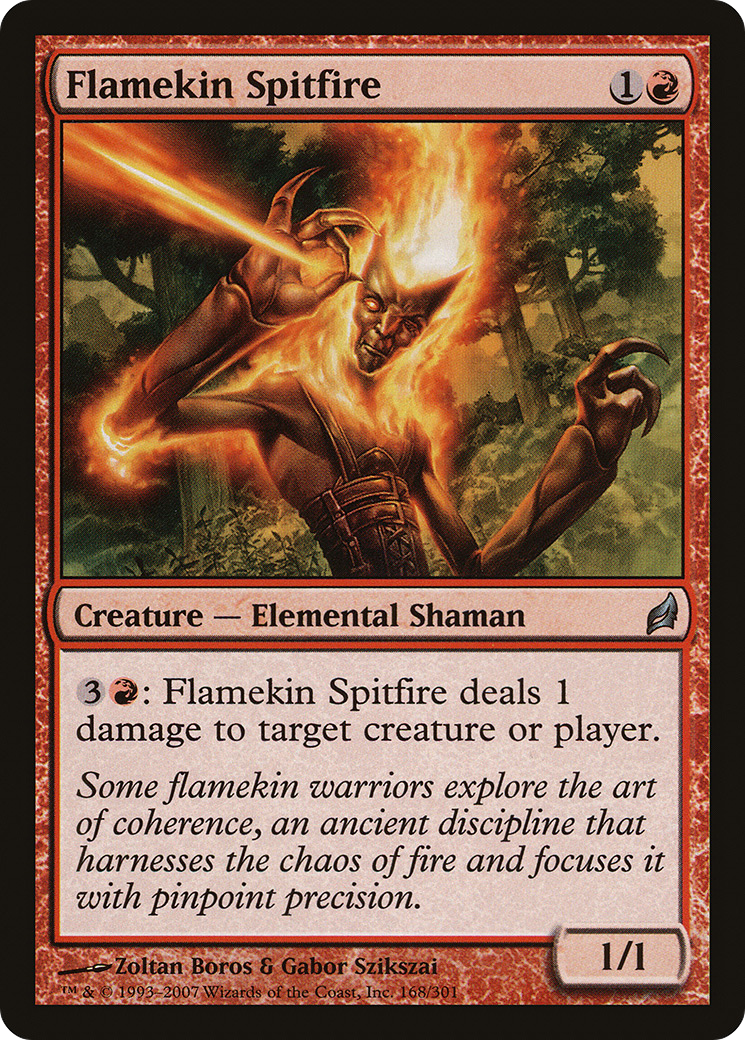 Flamekin Spitfire 1
Creature — Elemental Shaman
3: Flamekin Spitfire deals 1
damage to target creature or player.
Some flamekin warriors explore the art
of coherence, an ancient discipline that
harnesses the chaos of fire and focuses it
with pinpoint precision.
1/1
Zoltan Boros & Gabor Szikszai
™ & © 1993–2007 Wizards of the Coast, Inc. 168/301